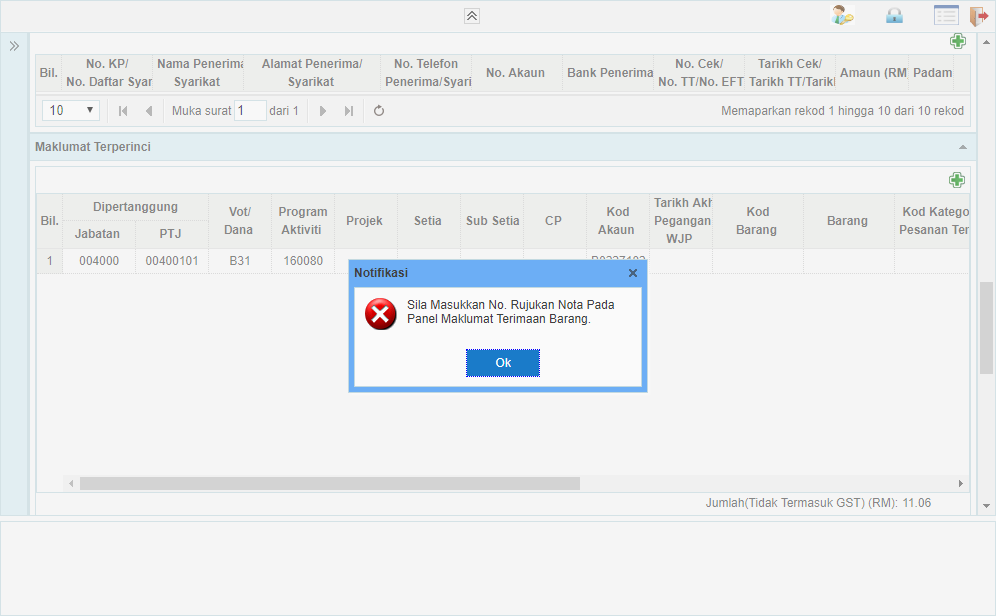 No. KP/ Nama Penerima Alamat Penerima/ No. Telefon No. Cek/ Tarikh Cek/
Bil. No. Akaun Bank Penerima Amaun (RM Padam
No. Daftar Syar Syarikat Syarikat Penerima/Syari No. TT/No. EFT Tarikh TT/Tarik
10 Muka surat 1 dari 1 Memaparkan rekod 1 hingga 10 dari 10 rekod
Maklumat Terperinci
Dipertanggung Tarikh Akh
Vot/ Program Kod Kod Kod Katego
Bil. Projek Setia Sub Setia CP Pegangan Barang
Jabatan PTJ Dana Aktiviti Akaun WJP Barang Pesanan Ter
1 004000 00400101 B31 160080
Notifikasi
Sila Masukkan No. Rujukan Nota Pada
Panel Maklumat Terimaan Barang.
Ok
Jumlah(Tidak Termasuk GST) (RM): 11.06